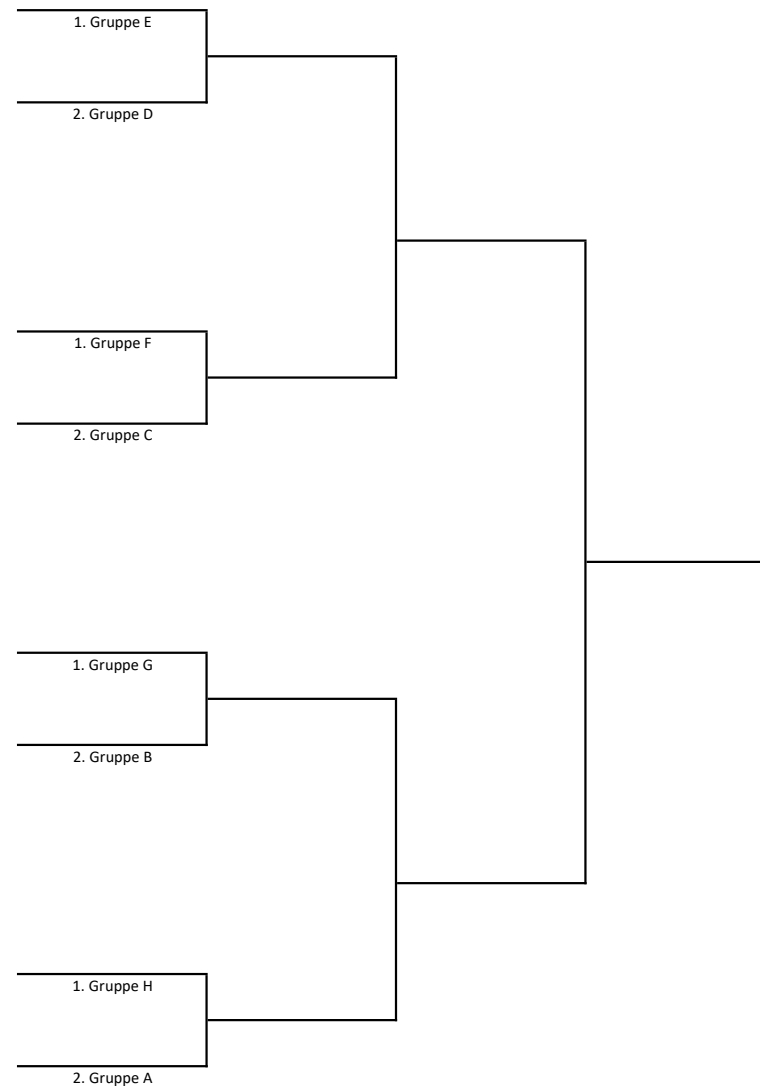 1. Gruppe E
2. Gruppe D
1. Gruppe F
2. Gruppe C
1. Gruppe G
2. Gruppe B
1. Gruppe H
2. Gruppe A